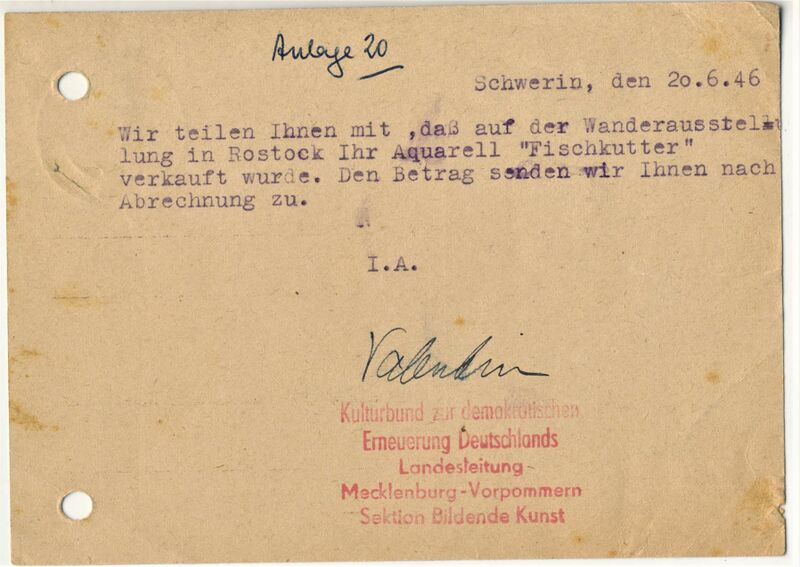 Anlage 20
Schwerin, den 20.6.46
Wir teilen Ihnen mit ,daß auf der Wanderausstell-
lung in Rostock Ihr Aquarell "Fischkutter"
verkauft wurde. Den Betrag senden wir Ihnen nach
Abrechnung zu.
I.A.
Valentin
Kulturbund zur demokratischen
Erneuerung Deutschlands
Landesleitung
Mecklenburg-Vorpommern
Sektion Bildende Kunst